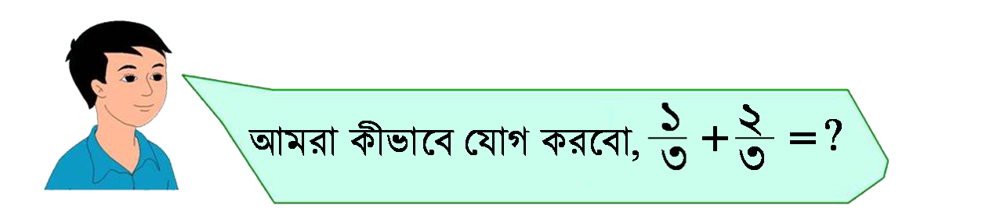 আমরা কীভাবে যোগ করবো, ১/৩ + ২/৩ = ?